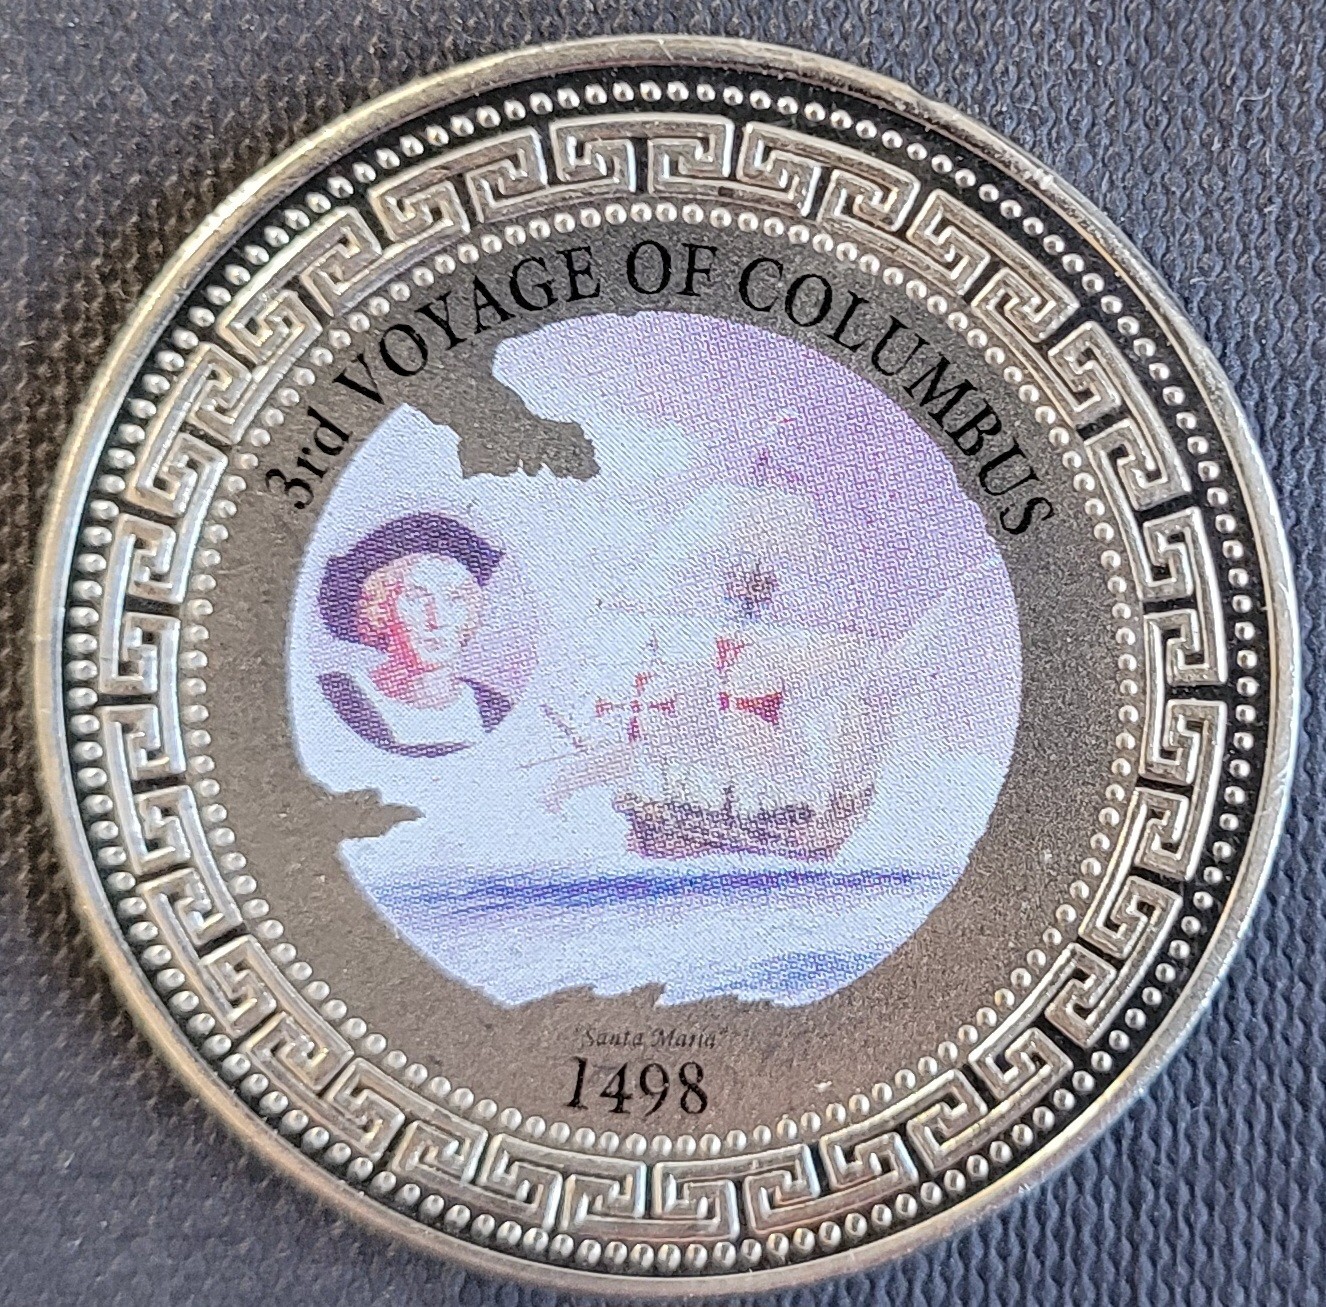 3rd VOYAGE OF COLUMBUS
"Santa Maria"
1498